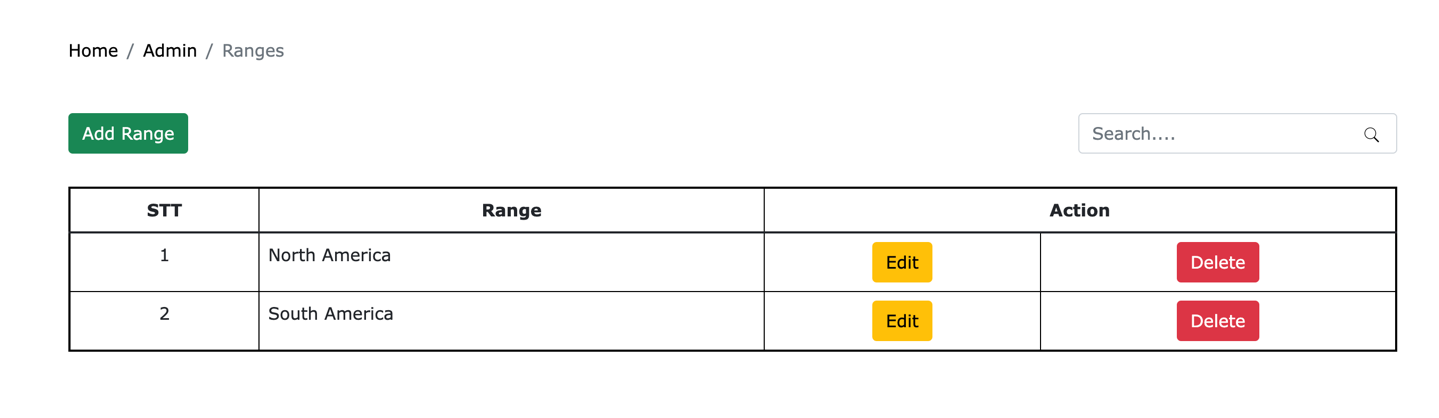 Home / Admin / Ranges
Add Range Search....
STT Range Action
1 North America Edit Delete
2 South America Edit Delete